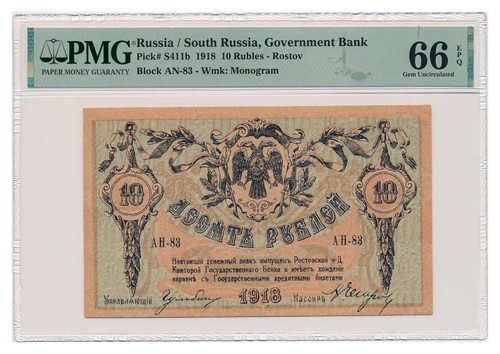 PMG
PAPER MONEY GUARANTY
Russia / South Russia, Government Bank
Pick# S411b 1918 10 Rubles - Rostov
Block AN-83 - Wmk: Monogram
66 EPQ
Gem Uncirculated
10 10
ДЕСЯТЬ РУБЛЕЙ
АН-83 АН-83
Настоящій денежный знакъ выпущенъ Ростовской н-Д.
Конторой Государственнаго Банка и имѣетъ хожденіе
наравнѣ съ Государственными кредитными билетами
Управляющій 1918 Кассиръ